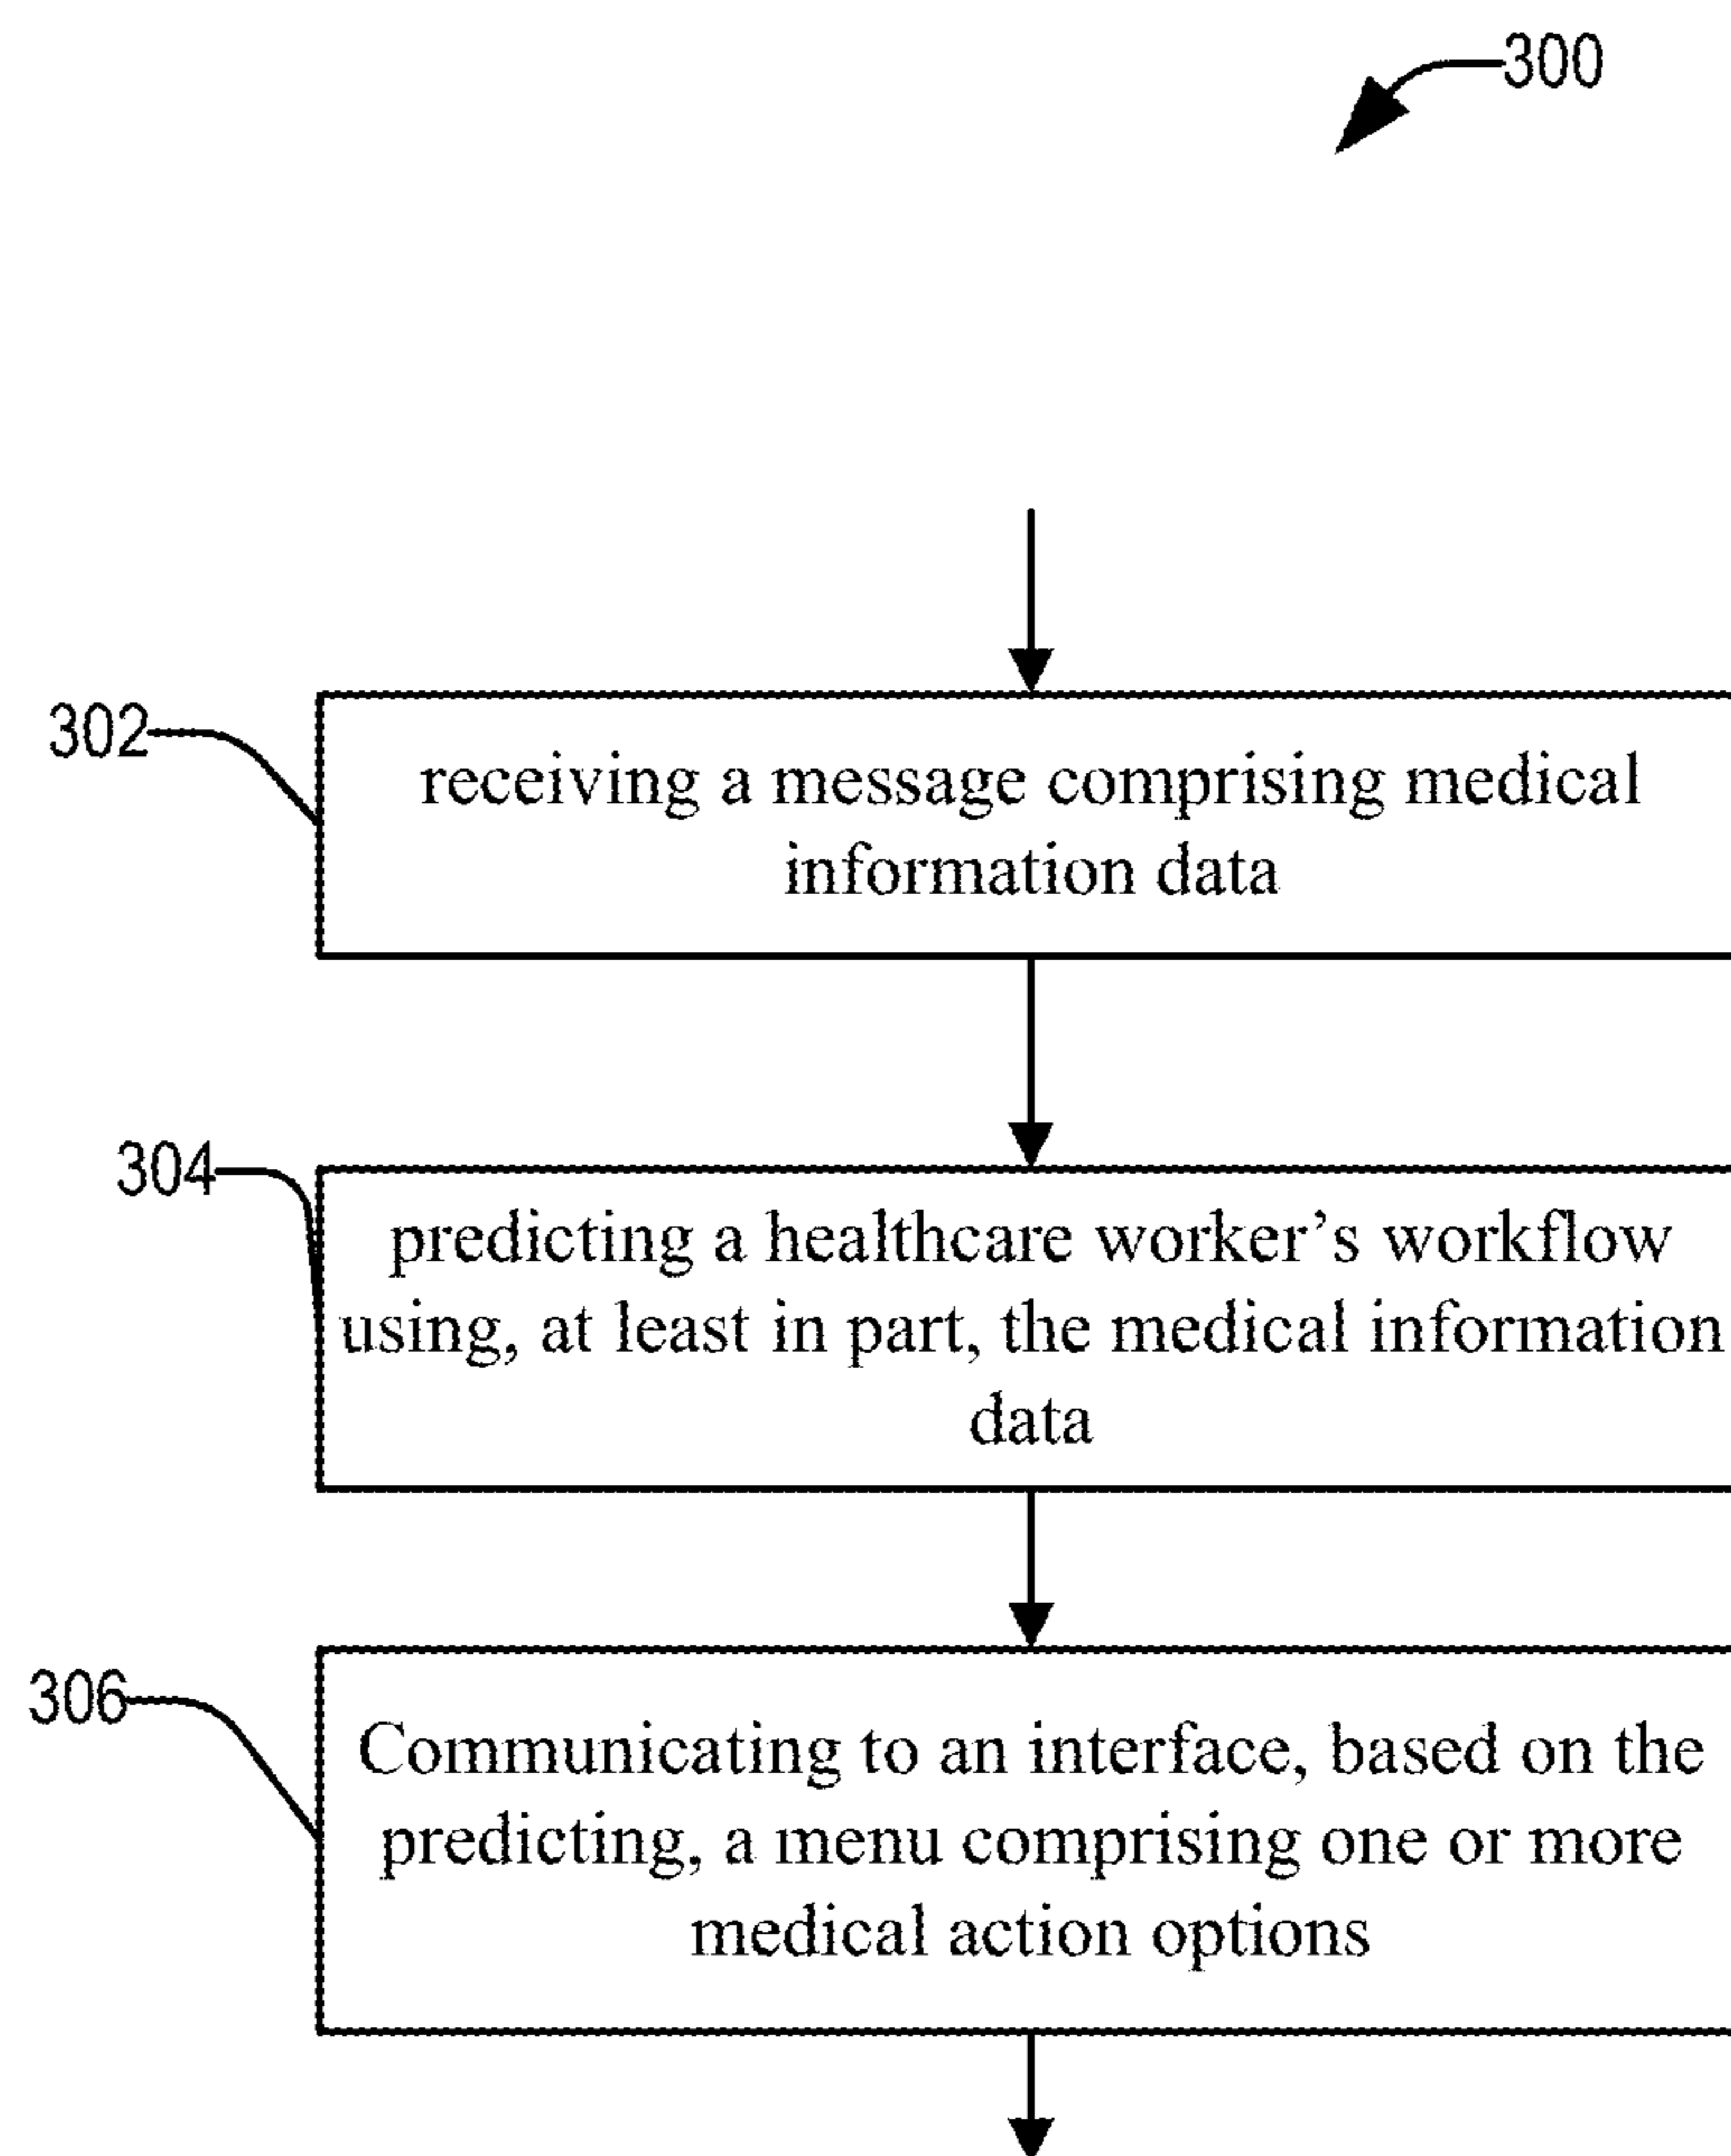 300
302
receiving a message comprising medical
information data
304
predicting a healthcare worker’s workflow
using, at least in part, the medical information
data
306
Communicating to an interface, based on the
predicting, a menu comprising one or more
medical action options